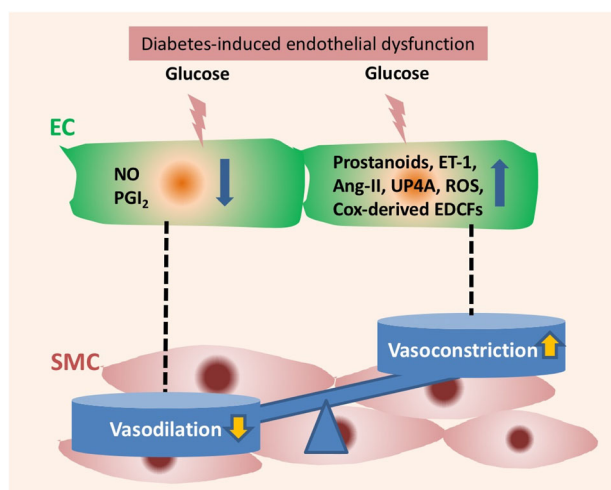 Diabetes-induced endothelial dysfunction
Glucose
Glucose
EC
NO
PGI₂
Prostanoids, ET-1,
Ang-II, UP4A, ROS,
Cox-derived EDCFs
Vasoconstriction
SMC
Vasodilation